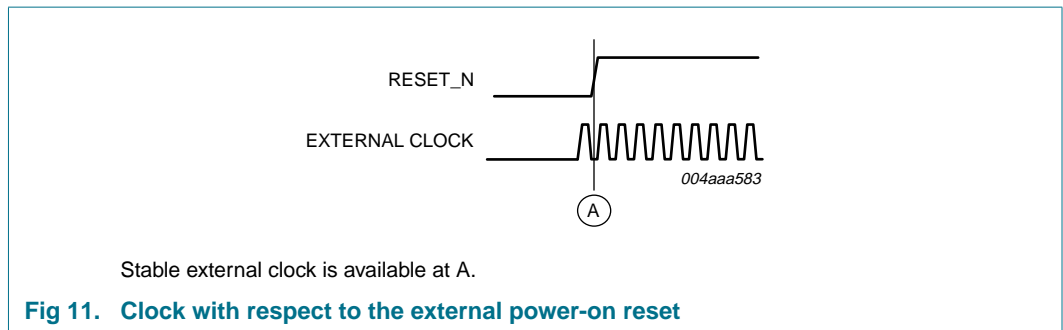 RESET_N
EXTERNAL CLOCK
004aaa583
A
Stable external clock is available at A.
Fig 11. Clock with respect to the external power-on reset